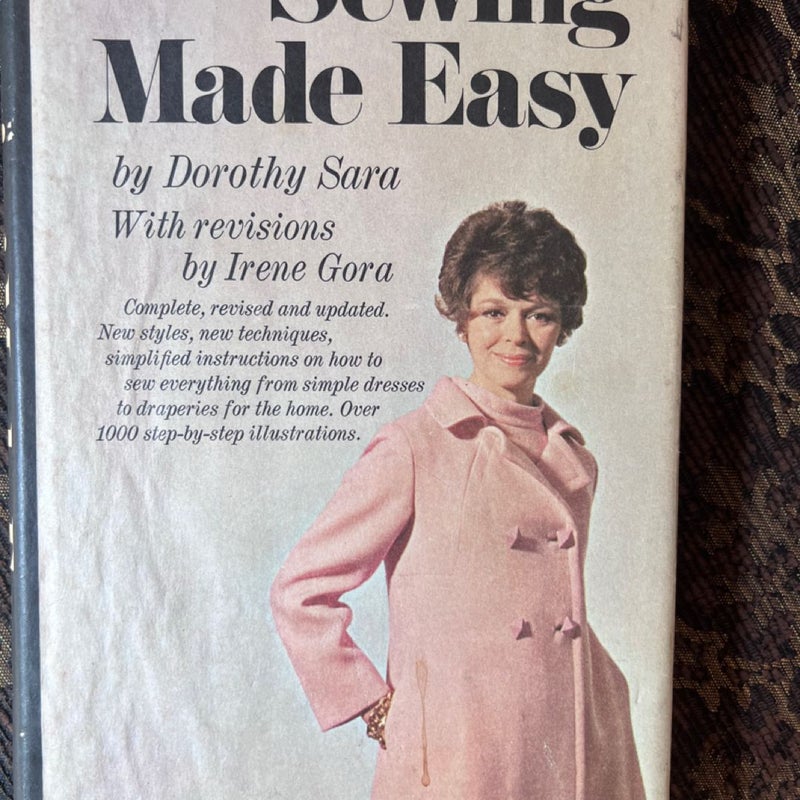 Sewing
Made Easy
by Dorothy Sara
With revisions
by Irene Gora
Complete, revised and updated.
New styles, new techniques,
simplified instructions on how to
sew everything from simple dresses
to draperies for the home. Over
1000 step-by-step illustrations.